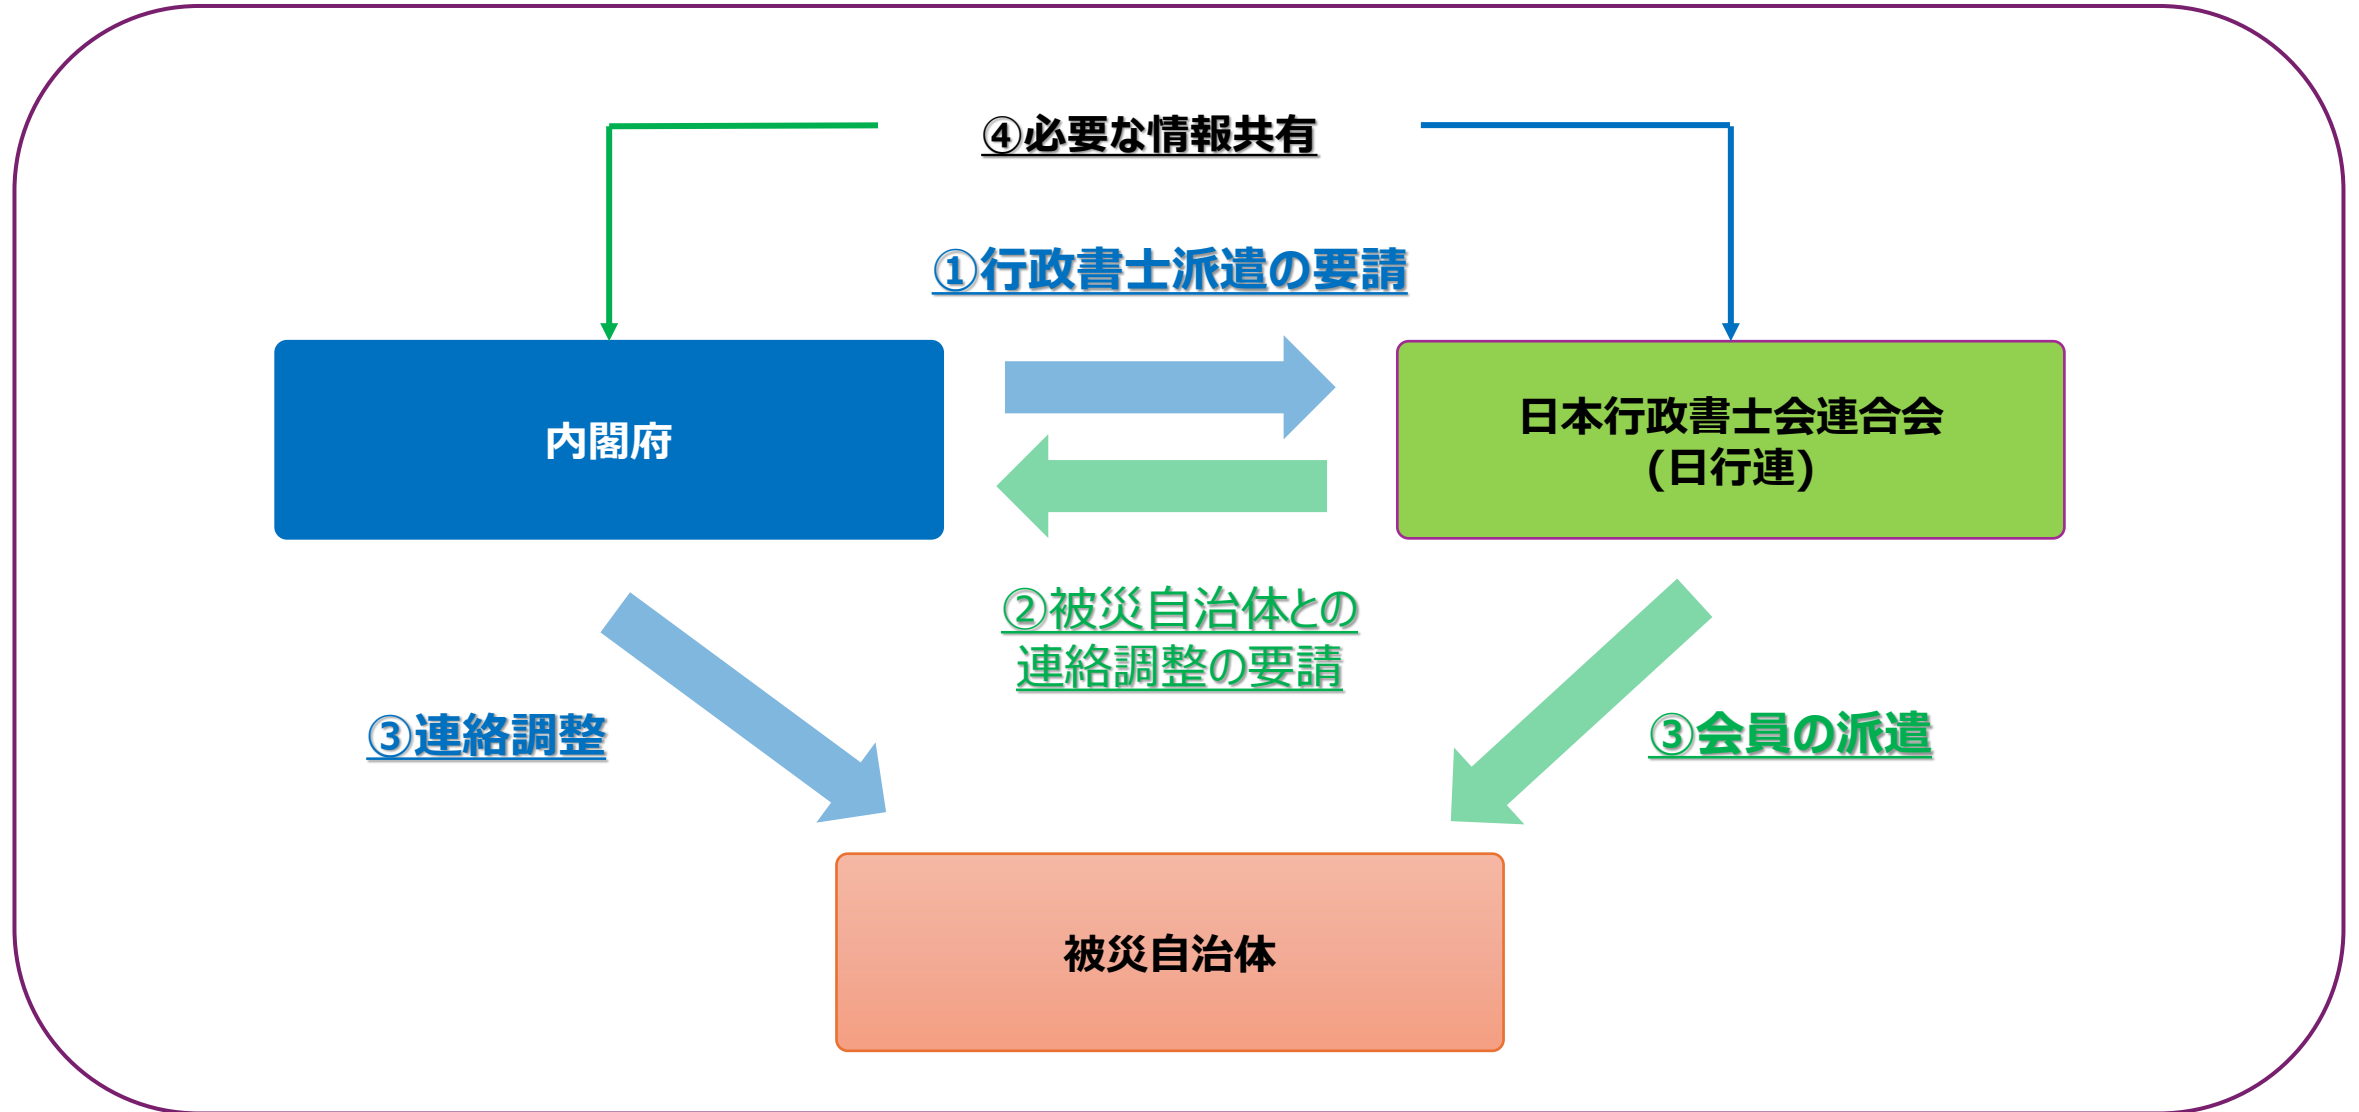 ④必要な情報共有
①行政書士派遣の要請
内閣府
日本行政書士会連合会
(日行連)
②被災自治体との
連絡調整の要請
③連絡調整
③会員の派遣
被災自治体